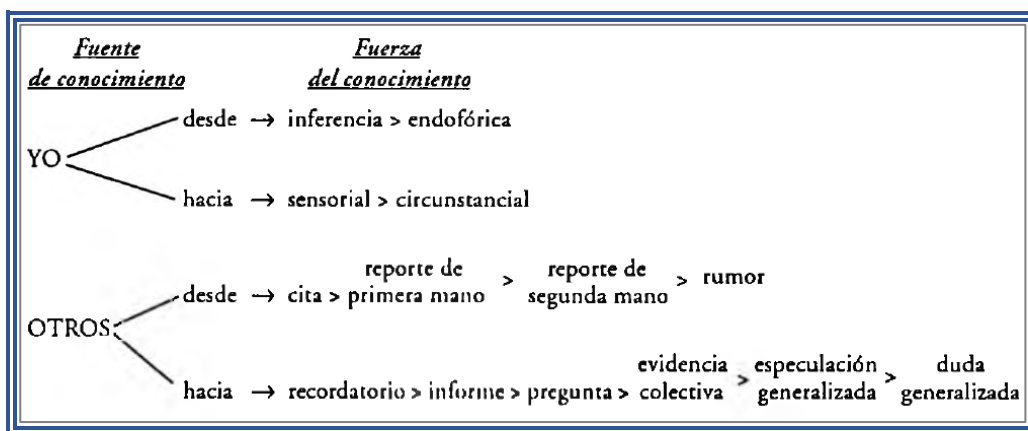 Fuente Fuerza
de conocimiento del conocimiento
desde → inferencia > endofórica
YO
hacia → sensorial > circunstancial
reporte de reporte de
desde → cita > primera mano > segunda mano > rumor
OTROS
evidencia especulación duda
hacia → recordatorio > informe > pregunta > colectiva > generalizada > generalizada